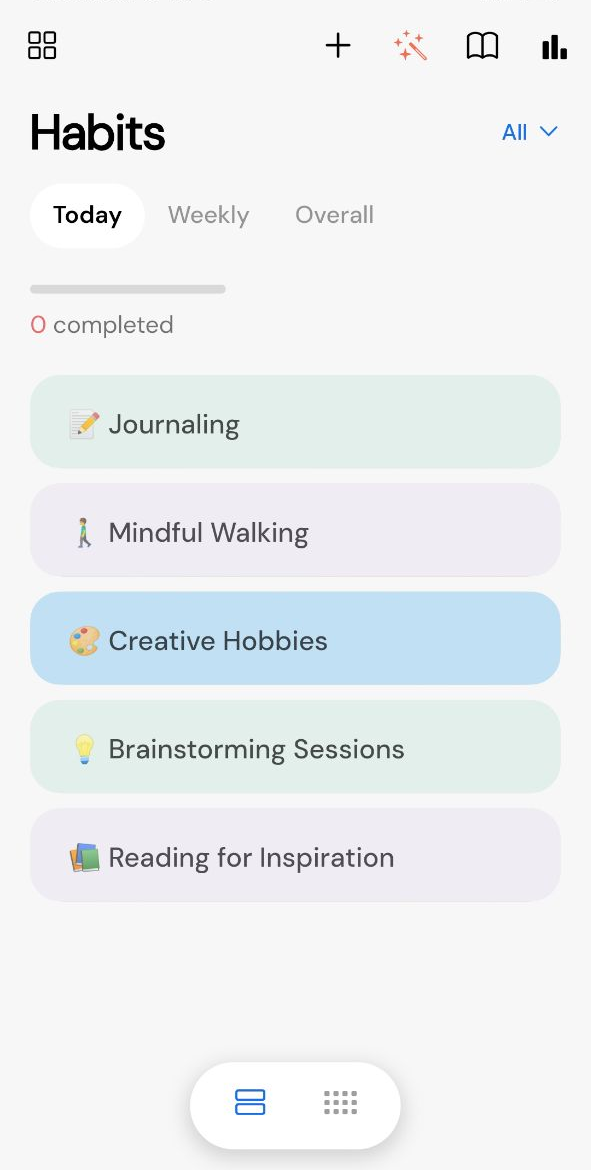 Habits
All
Today Weekly Overall
0 completed
Journaling
Mindful Walking
Creative Hobbies
Brainstorming Sessions
Reading for Inspiration